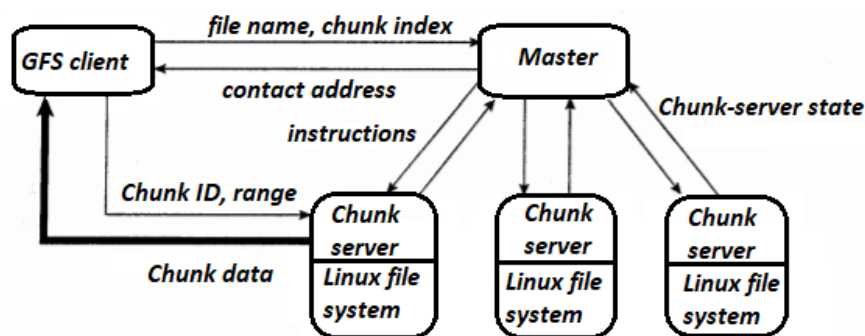 file name, chunk index
GFS client
Master
contact address
instructions
Chunk-server state
Chunk ID, range
Chunk data
Chunk
server
Linux file
system
Chunk
server
Linux file
system
Chunk
server
Linux file
system